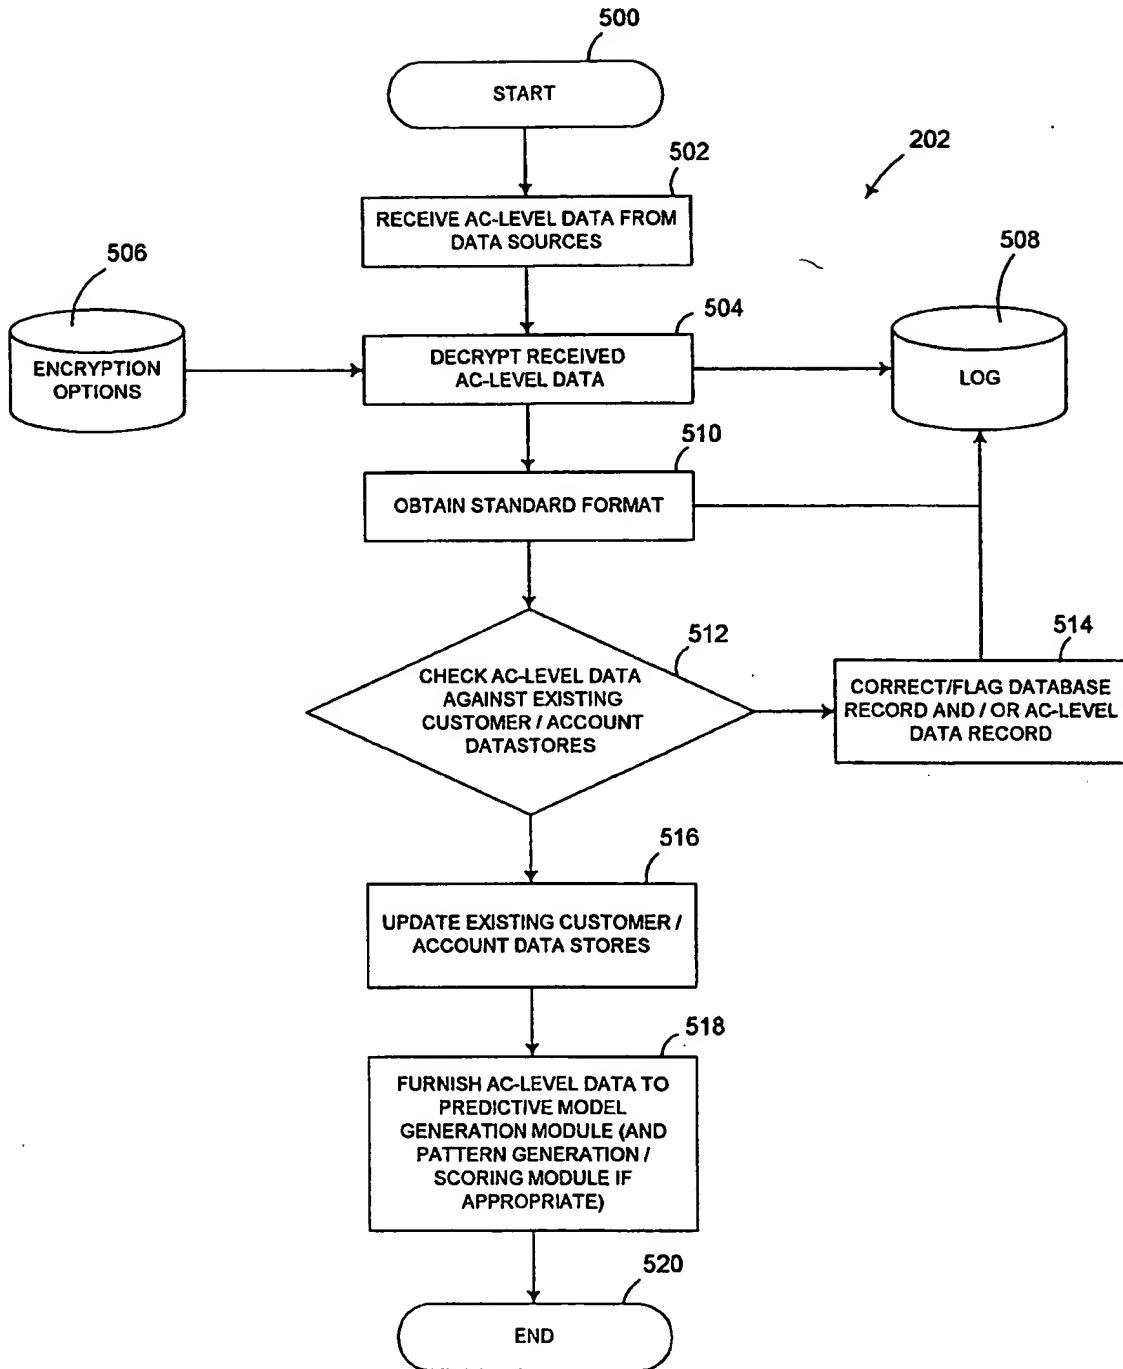 500
START
202
502
RECEIVE AC-LEVEL DATA FROM
DATA SOURCES
506
508
504
ENCRYPTION
OPTIONS
DECRYPT RECEIVED
AC-LEVEL DATA
LOG
510
OBTAIN STANDARD FORMAT
512
514
CHECK AC-LEVEL DATA
AGAINST EXISTING
CUSTOMER / ACCOUNT
DATASTORES
CORRECT/FLAG DATABASE
RECORD AND / OR AC-LEVEL
DATA RECORD
516
UPDATE EXISTING CUSTOMER /
ACCOUNT DATA STORES
518
FURNISH AC-LEVEL DATA TO
PREDICTIVE MODEL
GENERATION MODULE (AND
PATTERN GENERATION /
SCORING MODULE IF
APPROPRIATE)
520
END